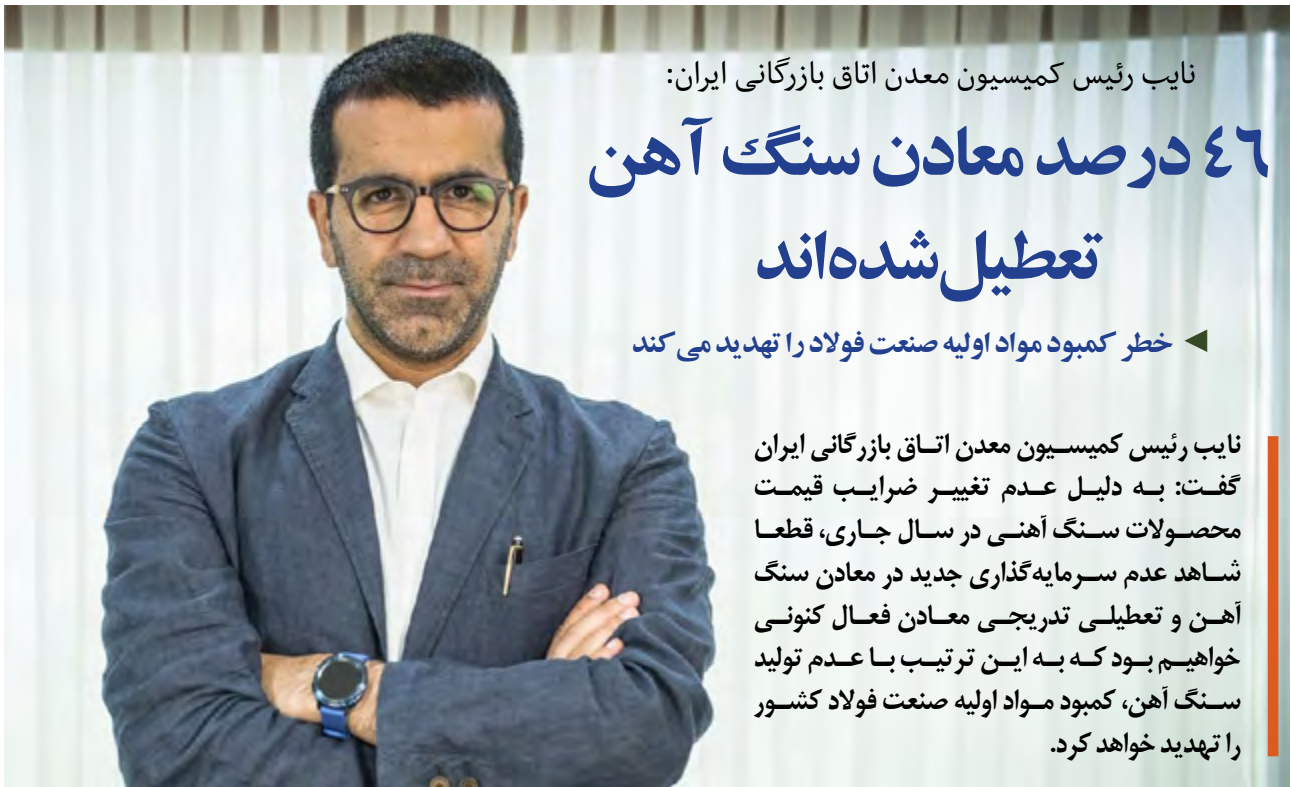 نایب رئیس کمیسیون معدن اتاق بازرگانی ایران:
٤٦ درصد معادن سنگ آهن
تعطیل‌شده‌اند
◄ خطر کمبود مواد اولیه صنعت فولاد را تهدید می‌کند
نایب رئیس کمیسیون معدن اتاق بازرگانی ایران
گفت: به دلیل عدم تغییر ضرایب قیمت
محصولات سنگ آهنی در سال جاری، قطعا
شاهد عدم سرمایه‌گذاری جدید در معادن سنگ
آهن و تعطیلی تدریجی معادن فعال کنونی
خواهیم بود که به این ترتیب با عدم تولید
سنگ آهن، کمبود مواد اولیه صنعت فولاد کشور
را تهدید خواهد کرد.